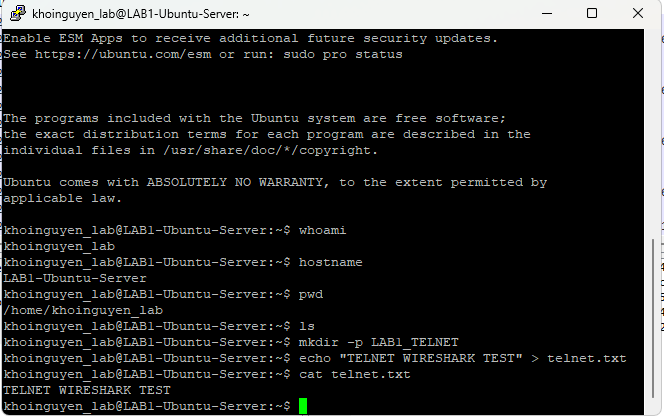 khoinguyen_lab@LAB1-Ubuntu-Server: ~
Enable ESM Apps to receive additional future security updates.
See https://ubuntu.com/esm or run: sudo pro status
The programs included with the Ubuntu system are free software;
the exact distribution terms for each program are described in the
individual files in /usr/share/doc/*/copyright.
Ubuntu comes with ABSOLUTELY NO WARRANTY, to the extent permitted by
applicable law.
khoinguyen_lab@LAB1-Ubuntu-Server:~$ whoami
khoinguyen_lab
khoinguyen_lab@LAB1-Ubuntu-Server:~$ hostname
LAB1-Ubuntu-Server
khoinguyen_lab@LAB1-Ubuntu-Server:~$ pwd
/home/khoinguyen_lab
khoinguyen_lab@LAB1-Ubuntu-Server:~$ ls
khoinguyen_lab@LAB1-Ubuntu-Server:~$ mkdir -p LAB1_TELNET
khoinguyen_lab@LAB1-Ubuntu-Server:~$ echo "TELNET WIRESHARK TEST" > telnet.txt
khoinguyen_lab@LAB1-Ubuntu-Server:~$ cat telnet.txt
TELNET WIRESHARK TEST
khoinguyen_lab@LAB1-Ubuntu-Server:~$